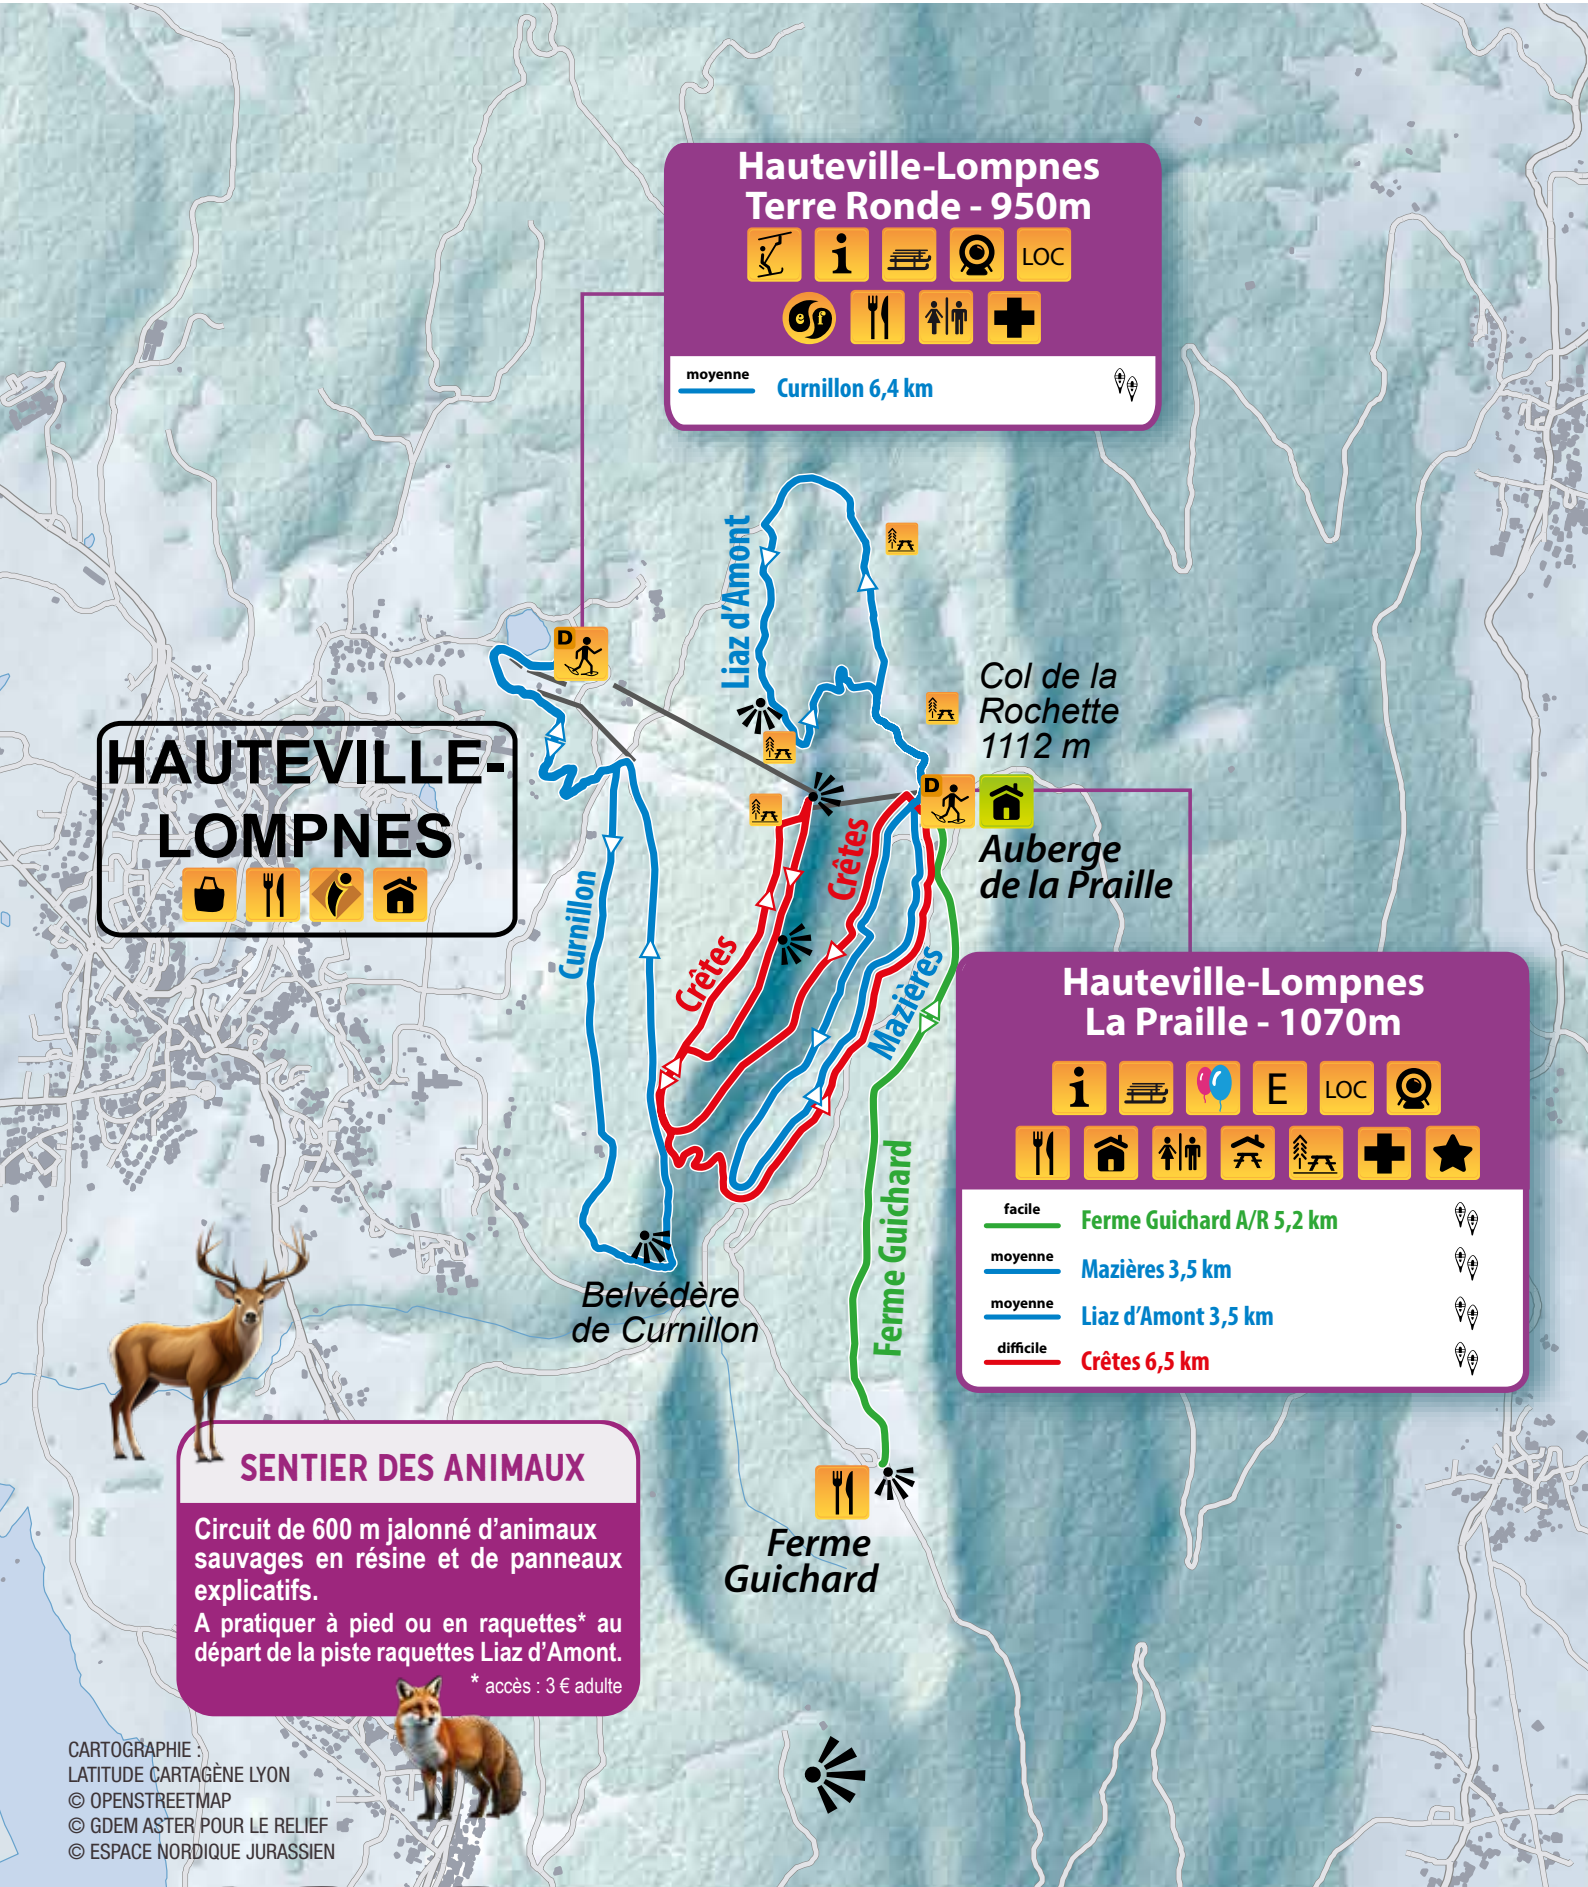 Hauteville-Lompnes
Terre Ronde - 950m
i
LOC
esf
moyenne
Curnillon 6,4 km
Liaz d'Amont
D
Col de la
Rochette
1112 m
HAUTEVILLE-
LOMPNES
D
Auberge
de la Praille
Crêtes
Curnillon
Crêtes
Mazières
Hauteville-Lompnes
La Praille - 1070m
i
E
LOC
facile
Ferme Guichard A/R 5,2 km
moyenne
Mazières 3,5 km
moyenne
Liaz d'Amont 3,5 km
difficile
Crêtes 6,5 km
Ferme Guichard
Belvédère
de Curnillon
SENTIER DES ANIMAUX
Circuit de 600 m jalonné d'animaux
sauvages en résine et de panneaux
explicatifs.
A pratiquer à pied ou en raquettes* au
départ de la piste raquettes Liaz d'Amont.
* accès : 3 € adulte
Ferme
Guichard
CARTOGRAPHIE :
LATITUDE CARTAGÈNE LYON
© OPENSTREETMAP
© GDEM ASTER POUR LE RELIEF
© ESPACE NORDIQUE JURASSIEN